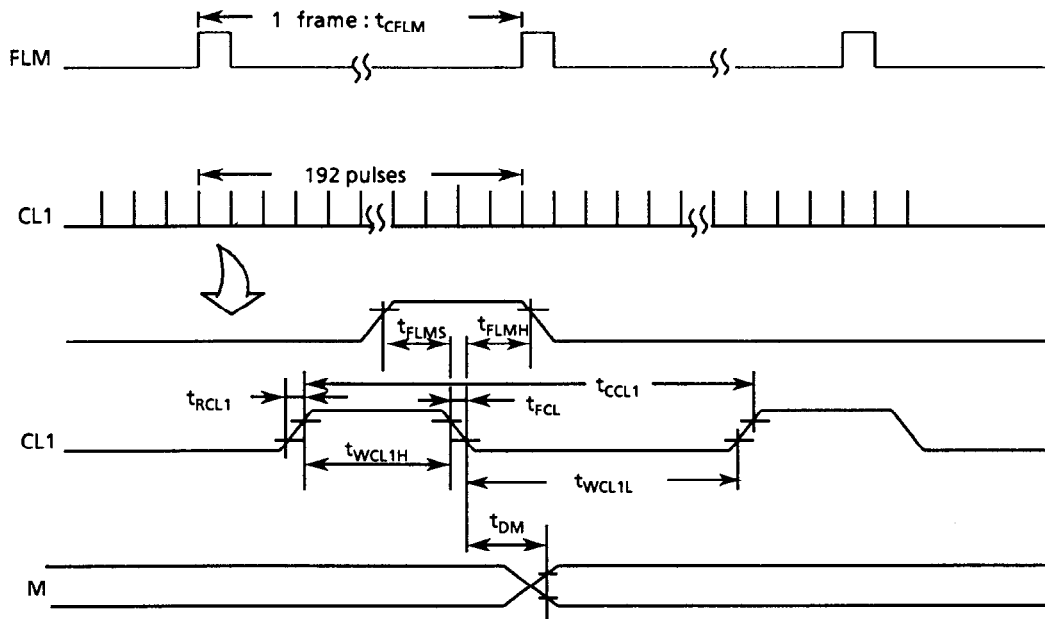 1 frame : tCFLM
FLM
192 pulses
CL1
tFLMS tFLMH
tRCL1 tFCL tCCL1
CL1
tWCL1H
tWCL1L
tDM
M